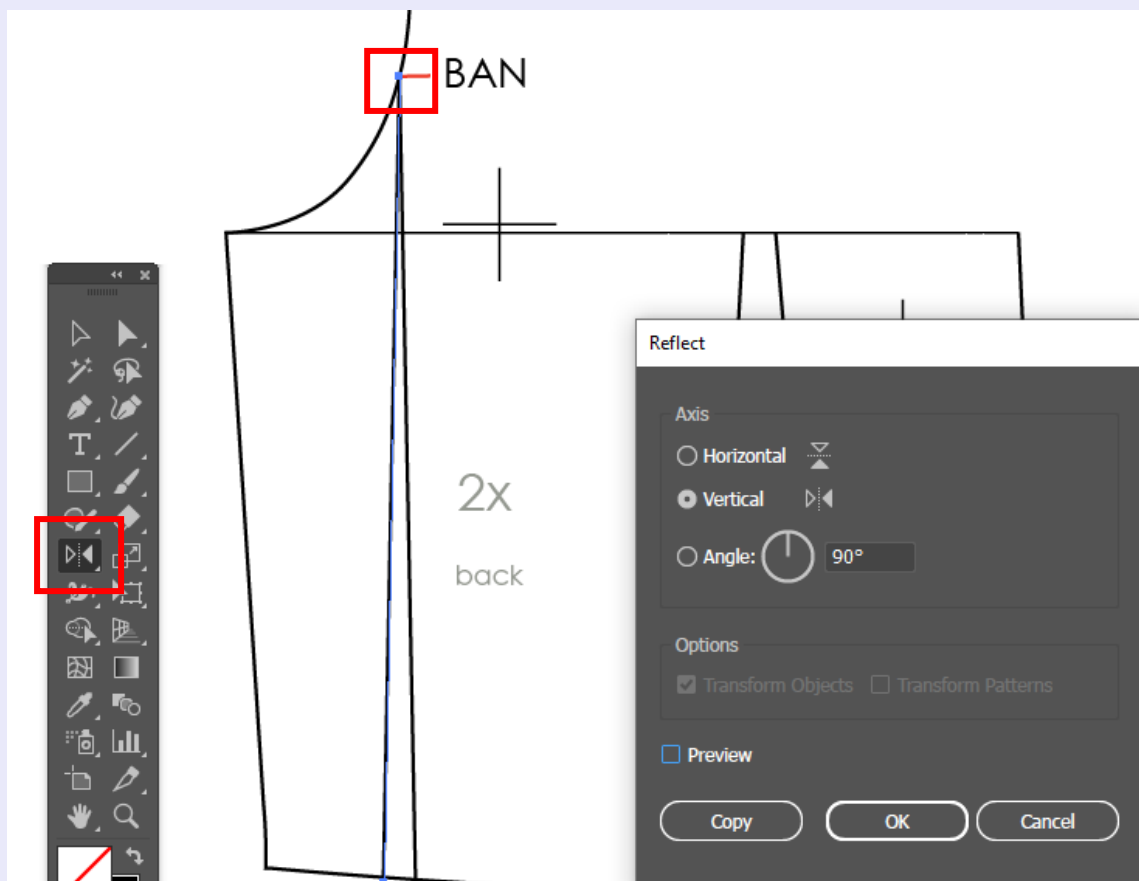 BAN
2x
back
Reflect
Axis
Horizontal
Vertical
Angle: 90°
Options
Transform Objects Transform Patterns
Preview
Copy OK Cancel